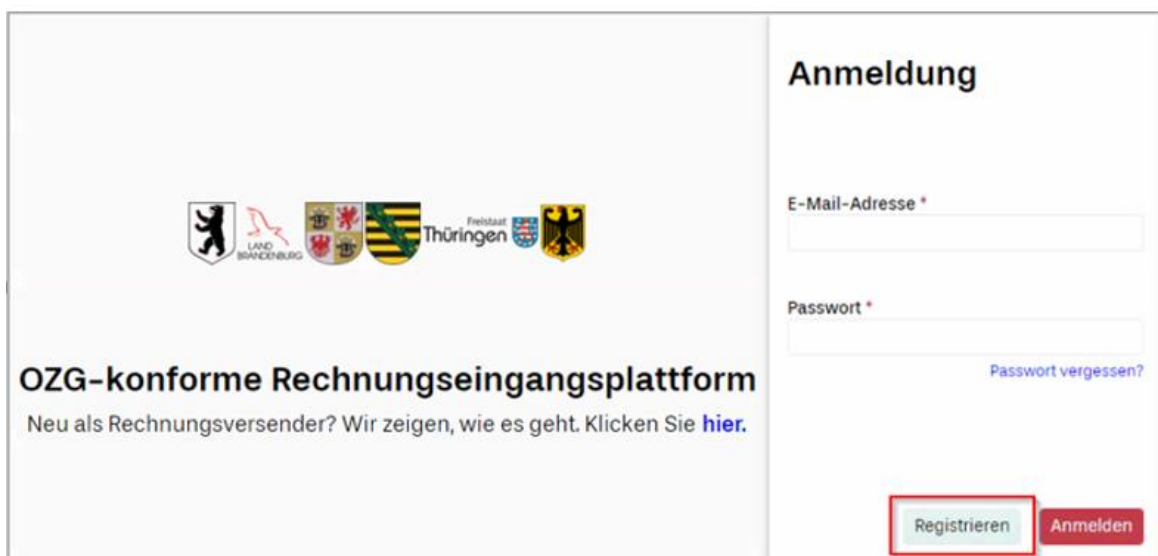 LAND
BRANDENBURG
Freistaat
Thüringen
OZG-konforme Rechnungseingangsplattform
Neu als Rechnungsversender? Wir zeigen, wie es geht. Klicken Sie hier.
Anmeldung
E-Mail-Adresse *
Passwort *
Passwort vergessen?
Registrieren Anmelden